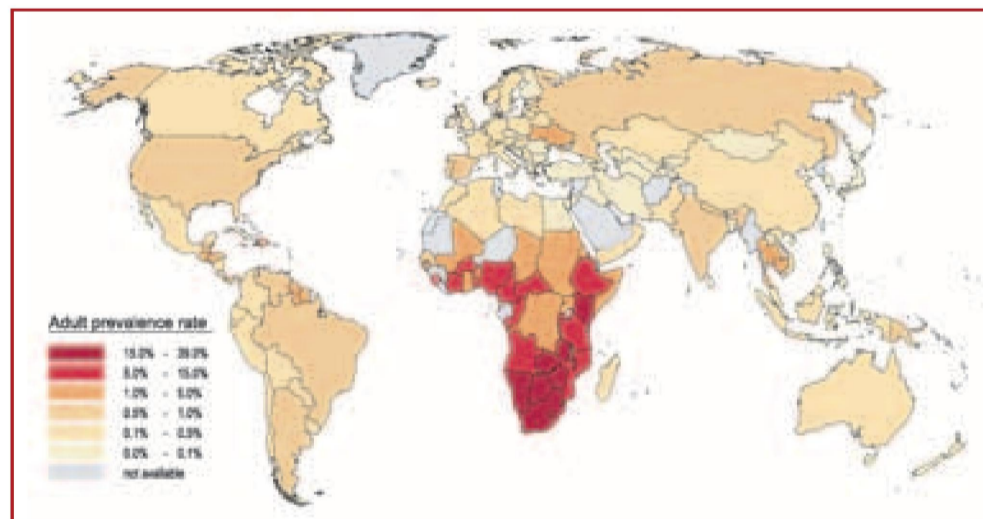 Adult prevalence rate
15.0% - 39.0%
5.0% - 15.0%
1.0% - 5.0%
0.5% - 1.0%
0.1% - 0.5%
0.0% - 0.1%
not available